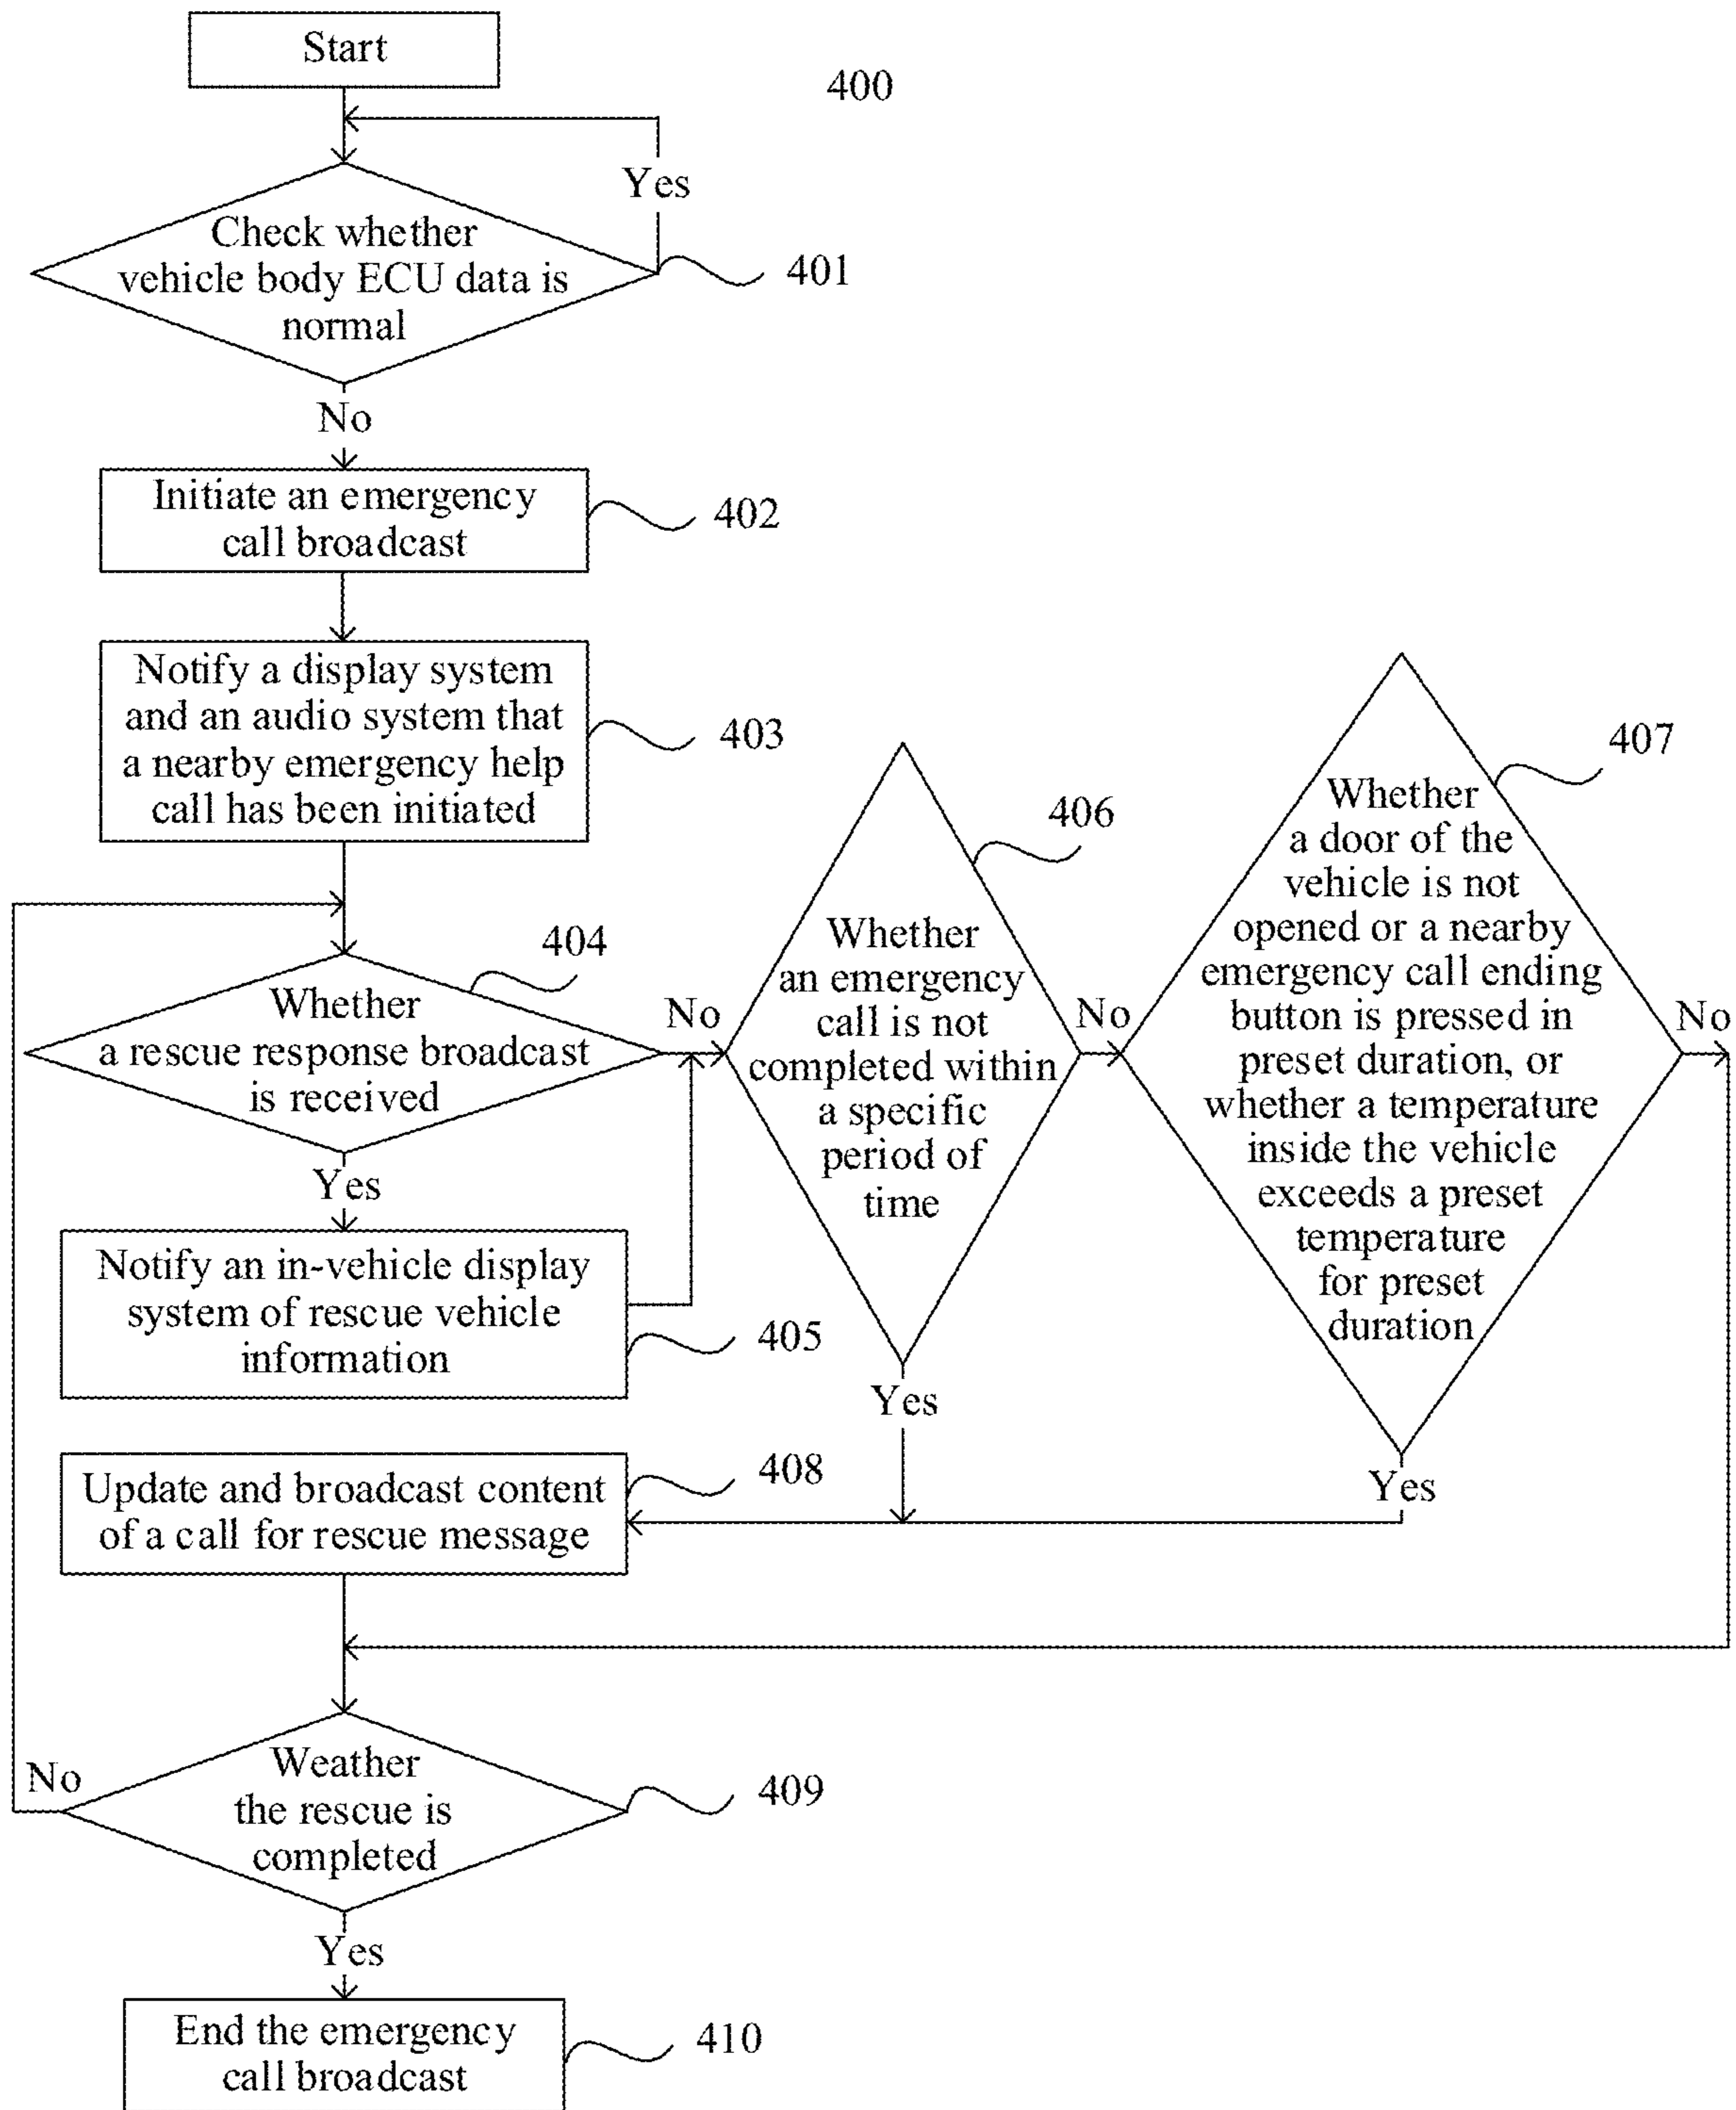 Start
400
Yes
Check whether
vehicle body ECU data is
normal
401
No
Initiate an emergency
call broadcast
402
Notify a display system
and an audio system that
a nearby emergency help
call has been initiated
403
404
Whether
a rescue response broadcast
is received
No
Yes
Notify an in-vehicle display
system of rescue vehicle
information
405
406
Whether
an emergency
call is not
completed within
a specific
period of
time
No
Yes
407
Whether
a door of the
vehicle is not
opened or a nearby
emergency call ending
button is pressed in
preset duration, or
whether a temperature
inside the vehicle
exceeds a preset
temperature
for preset
duration
No
Yes
Update and broadcast content
of a call for rescue message
408
Weather
the rescue is
completed
409
No
Yes
End the emergency
call broadcast
410